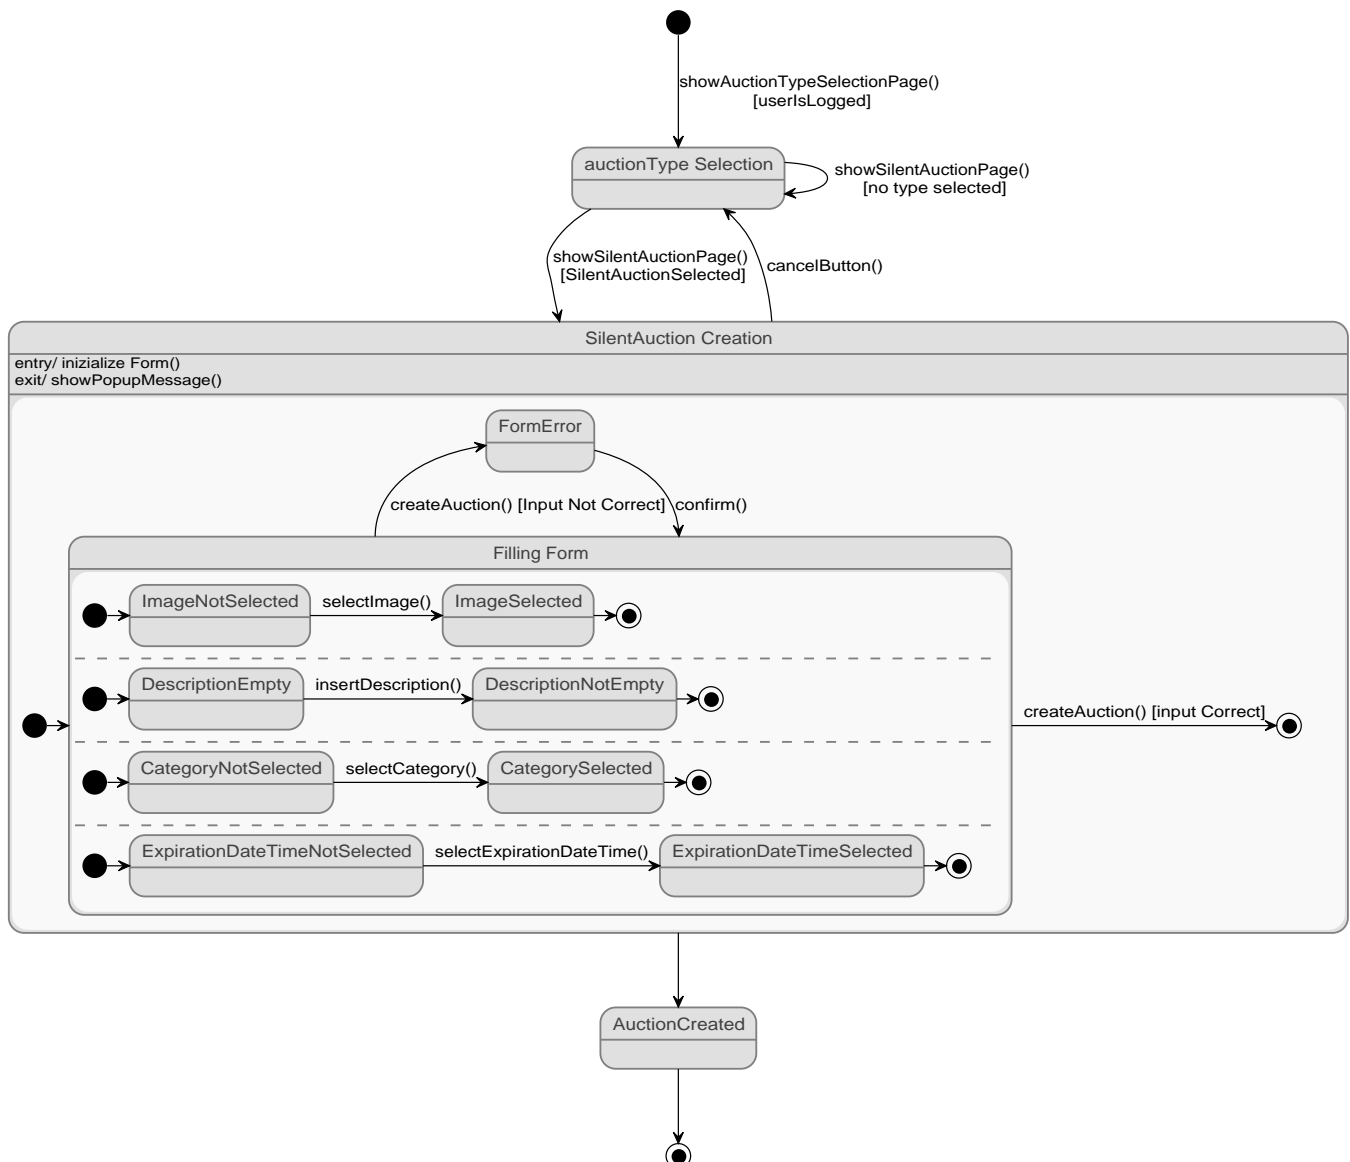 showAuctionTypeSelectionPage()
[userIsLogged]
auctionType Selection
showSilentAuctionPage()
[no type selected]
showSilentAuctionPage()
[SilentAuctionSelected]
cancelButton()
SilentAuction Creation
entry/ inizialize Form()
exit/ showPopupMessage()
FormError
createAuction() [Input Not Correct]
confirm()
Filling Form
ImageNotSelected
selectImage()
ImageSelected
DescriptionEmpty
insertDescription()
DescriptionNotEmpty
createAuction() [input Correct]
CategoryNotSelected
selectCategory()
CategorySelected
ExpirationDateTimeNotSelected
selectExpirationDateTime()
ExpirationDateTimeSelected
AuctionCreated